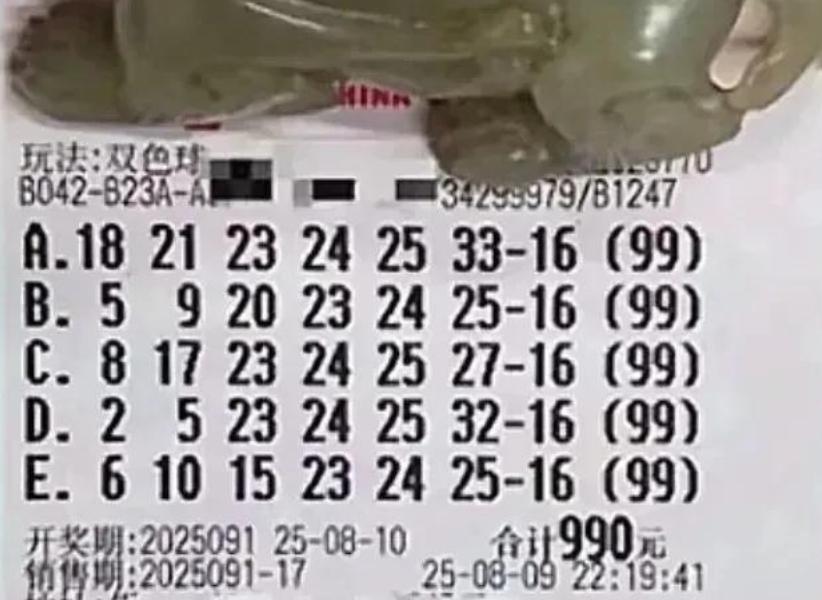 玩法:双色球
B042-B23A-A 34299979/B1247
A.18 21 23 24 25 33-16 (99)
B. 5 9 20 23 24 25-16 (99)
C. 8 17 23 24 25 27-16 (99)
D. 2 5 23 24 25 32-16 (99)
E. 6 10 15 23 24 25-16 (99)
开奖期:2025091 25-08-10 合计990元
销售期:2025091-17 25-08-09 22:19:41